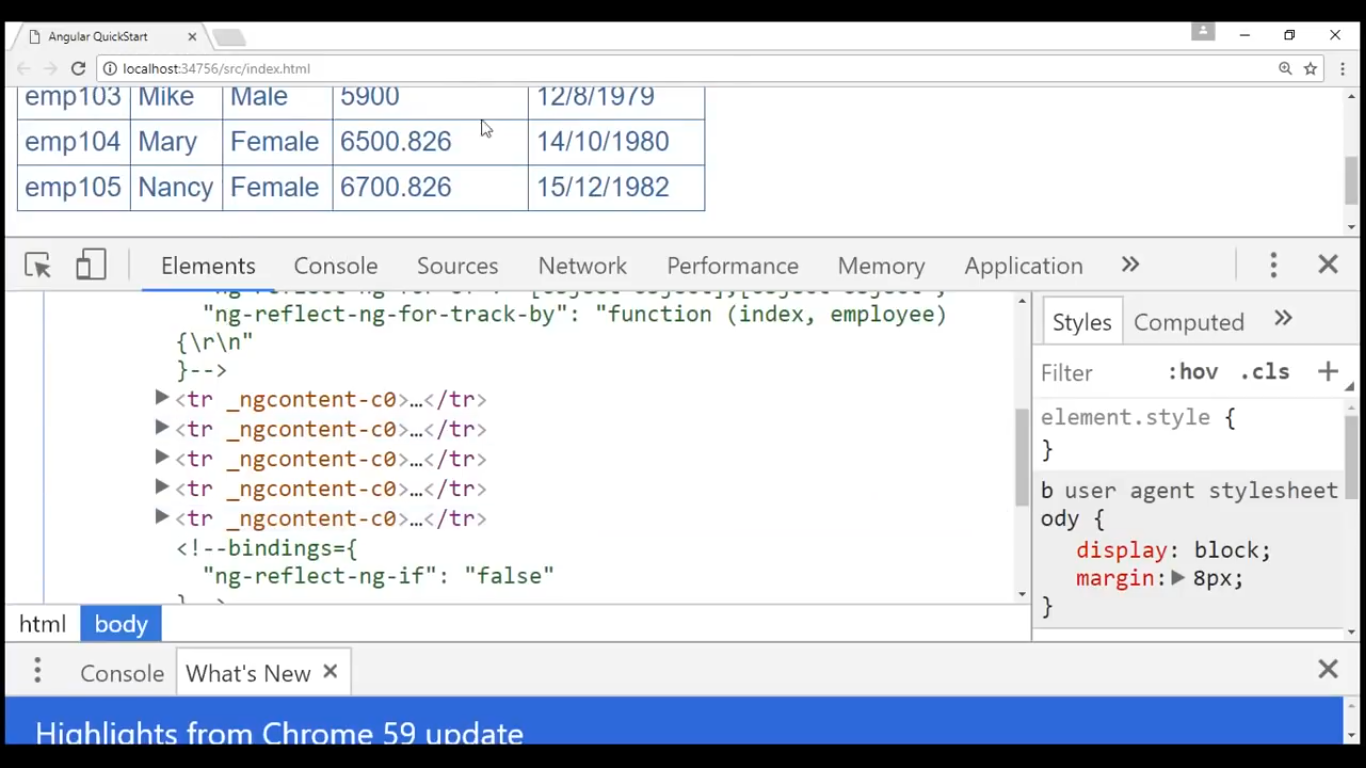 Angular QuickStart
localhost:34756/src/index.html
emp103 Mike Male 5900 12/8/1979
emp104 Mary Female 6500.826 14/10/1980
emp105 Nancy Female 6700.826 15/12/1982
Elements Console Sources Network Performance Memory Application »
"ng-reflect-ng-for-track-by": "function (index, employee)
{\r\n"
}-->
<tr _ngcontent-c0>…</tr>
<tr _ngcontent-c0>…</tr>
<tr _ngcontent-c0>…</tr>
<tr _ngcontent-c0>…</tr>
<tr _ngcontent-c0>…</tr>
<!--bindings={
"ng-reflect-ng-if": "false"
html body
Styles Computed »
Filter :hov .cls +
element.style {
}
b user agent stylesheet
ody {
display: block;
margin: 8px;
}
Console What's New
Highlights from Chrome 59 update